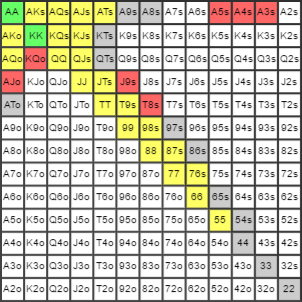 AA AKs AQs AJs ATs A9s A8s A7s A6s A5s A4s A3s A2s
AKo KK KQs KJs KTs K9s K8s K7s K6s K5s K4s K3s K2s
AQo KQo QQ QJs QTs Q9s Q8s Q7s Q6s Q5s Q4s Q3s Q2s
AJo KJo QJo JJ JTs J9s J8s J7s J6s J5s J4s J3s J2s
ATo KTo QTo JTo TT T9s T8s T7s T6s T5s T4s T3s T2s
A9o K9o Q9o J9o T9o 99 98s 97s 96s 95s 94s 93s 92s
A8o K8o Q8o J8o T8o 98o 88 87s 86s 85s 84s 83s 82s
A7o K7o Q7o J7o T7o 97o 87o 77 76s 75s 74s 73s 72s
A6o K6o Q6o J6o T6o 96o 86o 76o 66 65s 64s 63s 62s
A5o K5o Q5o J5o T5o 95o 85o 75o 65o 55 54s 53s 52s
A4o K4o Q4o J4o T4o 94o 84o 74o 64o 54o 44 43s 42s
A3o K3o Q3o J3o T3o 93o 83o 73o 63o 53o 43o 33 32s
A2o K2o Q2o J2o T2o 92o 82o 72o 62o 52o 42o 32o 22